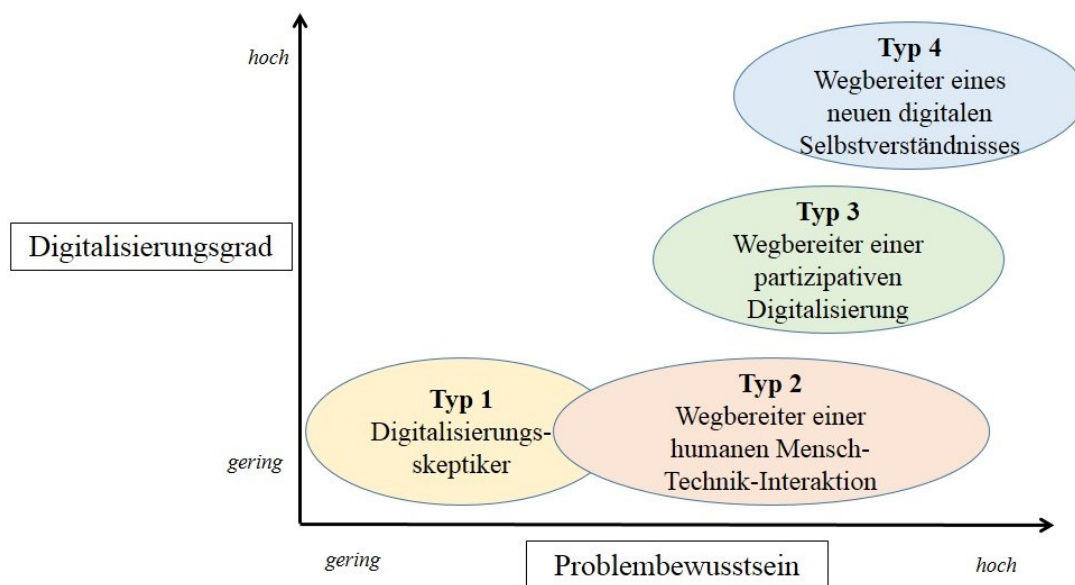 hoch
Typ 4
Wegbereiter eines
neuen digitalen
Selbstverständnisses
Typ 3
Wegbereiter einer
partizipativen
Digitalisierung
Digitalisierungsgrad
Typ 1
Digitalisierungs-
skeptiker
Typ 2
Wegbereiter einer
humanen Mensch-
Technik-Interaktion
gering
gering
Problembewusstsein
hoch